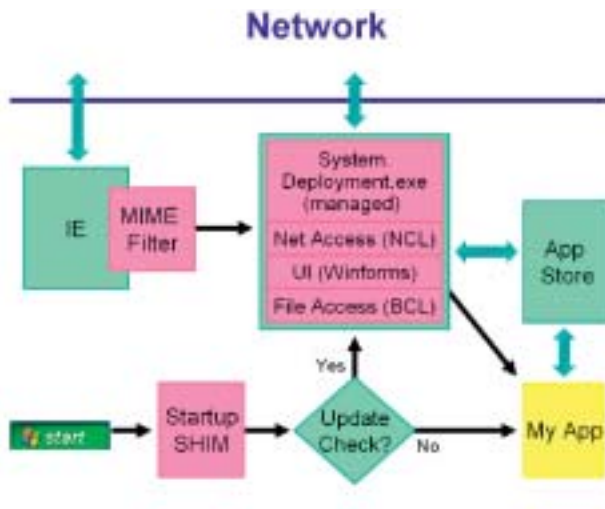 Network
IE
MIME
Filter
System.
Deployment.exe
(managed)
Net Access (NCL)
UI (Winforms)
File Access (BCL)
App
Store
Yes
start
Startup
SHIM
Update
Check?
No
My App